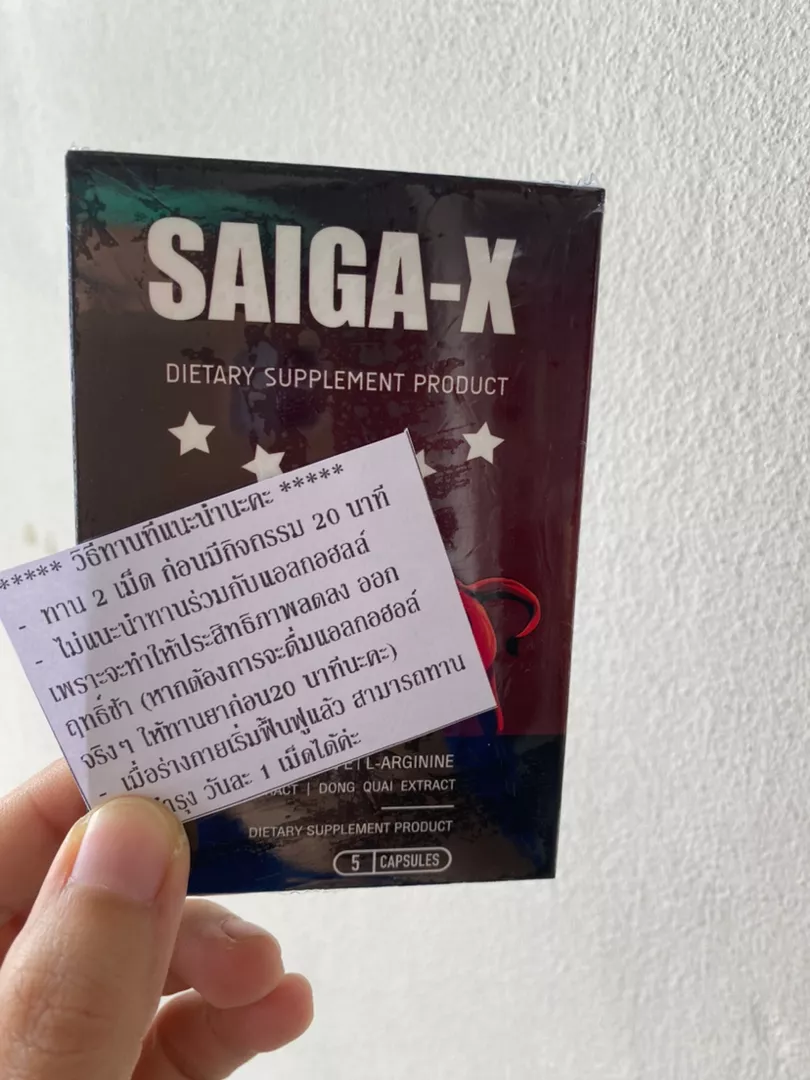 SAIGA-X
DIETARY SUPPLEMENT PRODUCT
***** วิธีทานที่แนะนำนะคะ *****
- ทาน 2 เม็ด ก่อนมีกิจกรรม 20 นาที
- ไม่แนะนำทานร่วมกับแอลกอฮอล์
เพราะจะทำให้ประสิทธิภาพลดลง ออก
ฤทธิ์ช้า (หากต้องการจะดื่มแอลกอฮอล์
จริงๆ ให้ทานยาก่อน20 นาทีนะคะ)
- เมื่อร่างกายเริ่มฟื้นฟูแล้ว สามารถทาน
วันละ 1 เม็ดได้ค่ะ
L-ARGININE
| DONG QUAI EXTRACT
DIETARY SUPPLEMENT PRODUCT
5 | CAPSULES